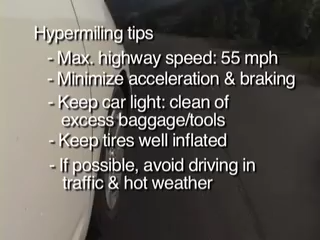 Hypermiling tips
- Max. highway speed: 55 mph
- Minimize acceleration & braking
- Keep car light: clean of
excess baggage/tools
- Keep tires well inflated
- If possible, avoid driving in
traffic & hot weather